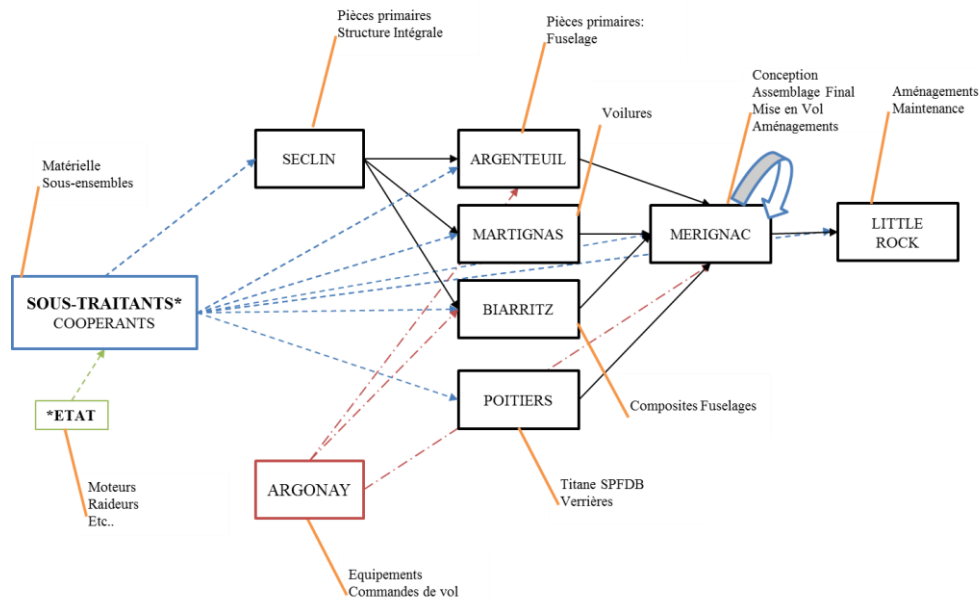 Pièces primaires
Structure Intégrale
Pièces primaires:
Fuselage
Conception
Assemblage Final
Mise en Vol
Aménagements
Aménagements
Maintenance
Voilures
Matérielle
Sous-ensembles
SECLIN
ARGENTEUIL
MARTIGNAS
MERIGNAC
LITTLE
ROCK
SOUS-TRAITANTS*
COOPERANTS
BIARRITZ
*ETAT
POITIERS
Composites Fuselages
Moteurs
Raideurs
Etc..
ARGONAY
Titane SPFDB
Verrières
Equipements
Commandes de vol